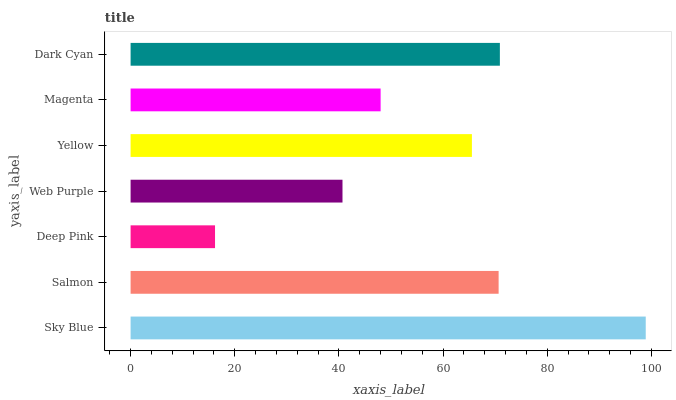 title
Dark Cyan
Magenta
Yellow
Web Purple
Deep Pink
Salmon
Sky Blue
yaxis_label
0 20 40 60 80 100
xaxis_label